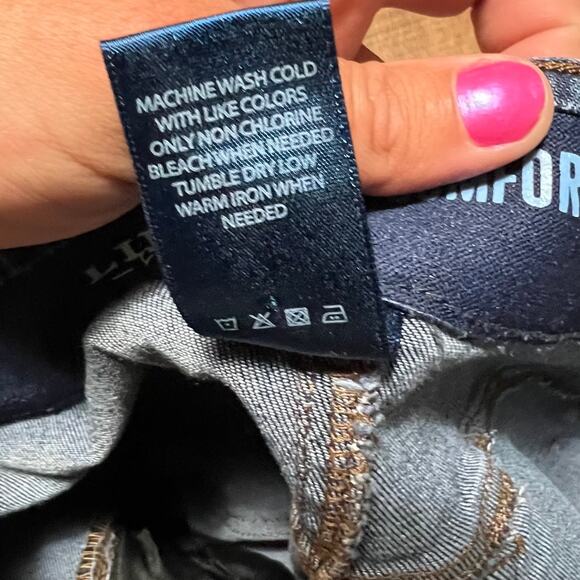 MACHINE WASH COLD
WITH LIKE COLORS
ONLY NON CHLORINE
BLEACH WHEN NEEDED
TUMBLE DRY LOW
WARM IRON WHEN
NEEDED
OMFOR